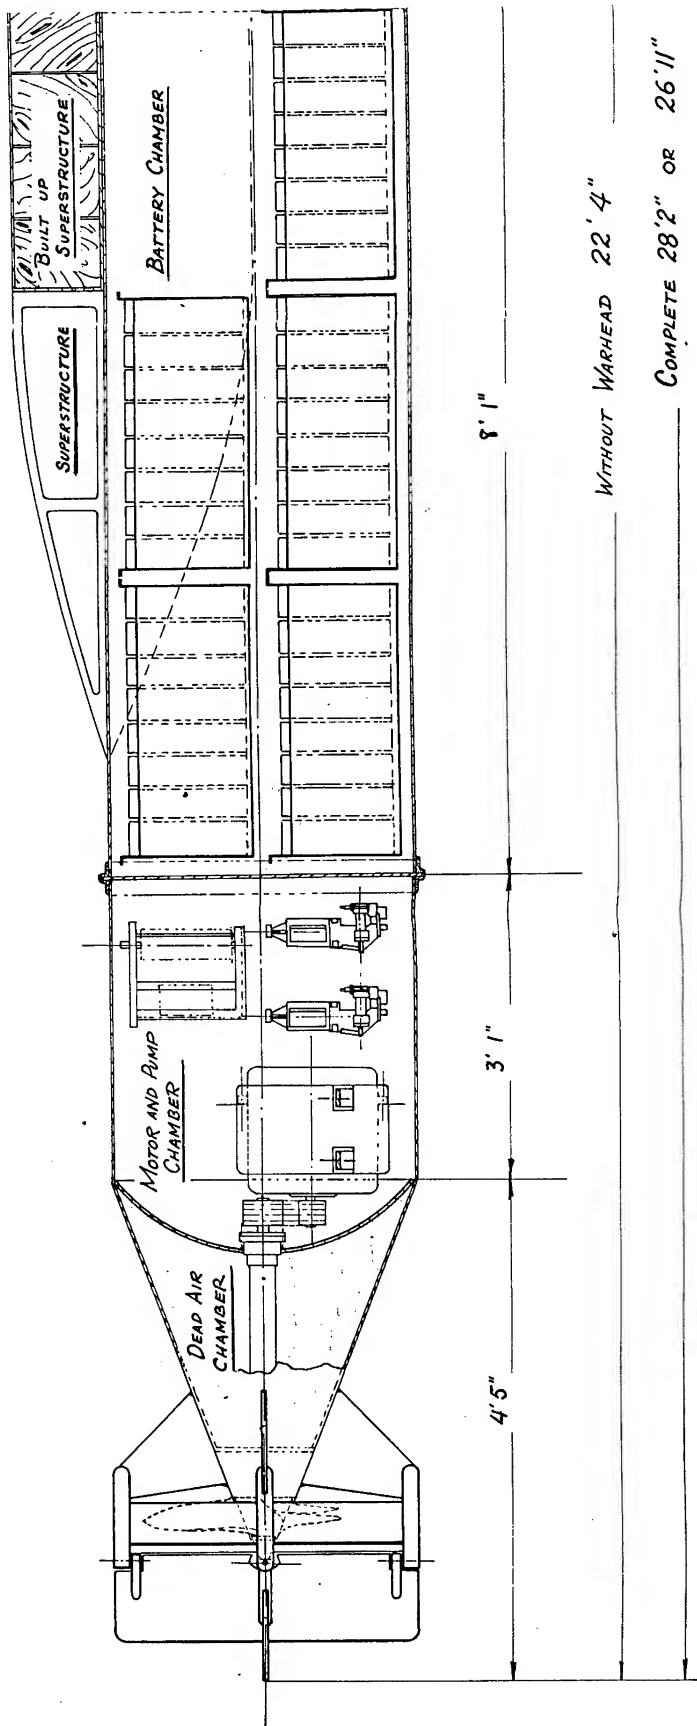 BUILT UP
SUPERSTRUCTURE
SUPERSTRUCTURE
BATTERY CHAMBER
MOTOR AND PUMP
CHAMBER
DEAD AIR
CHAMBER
8' 1"
3' 1"
4' 5"
WITHOUT WARHEAD 22' 4"
COMPLETE 28'2" OR 26'11"